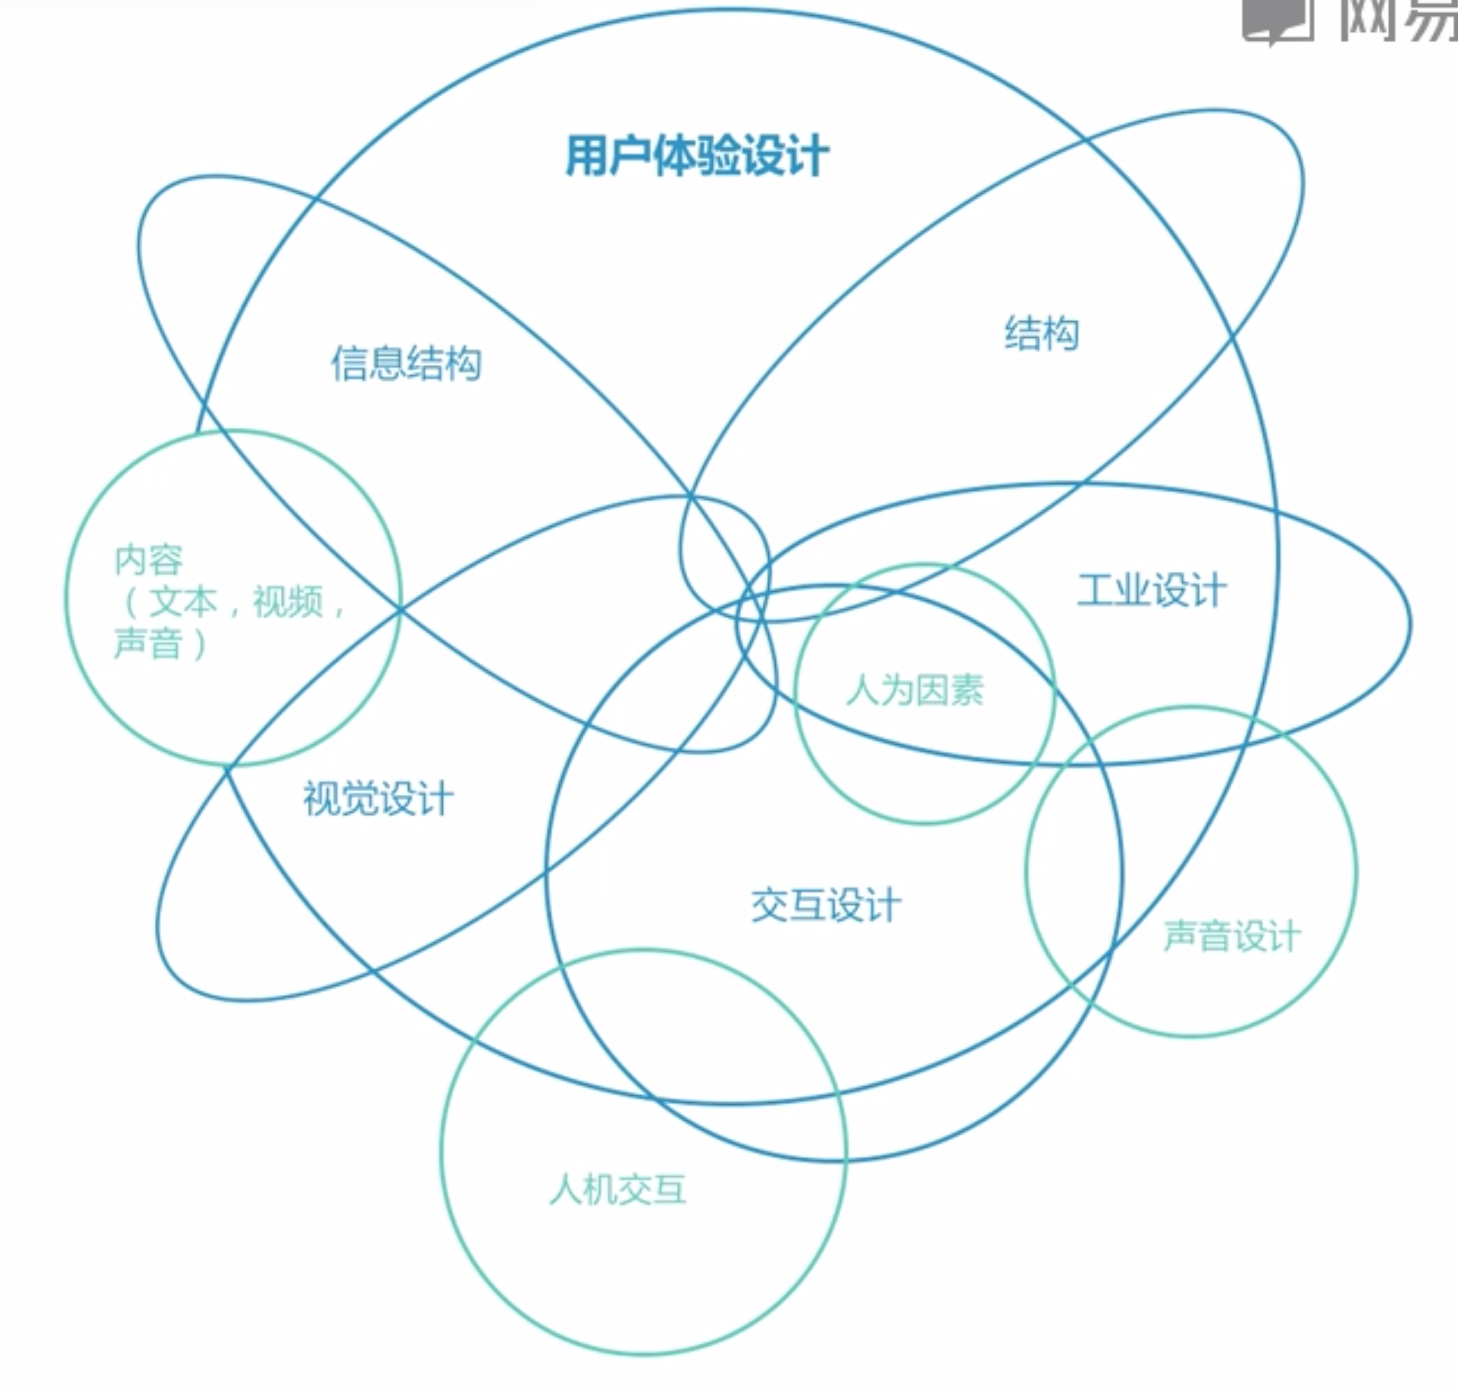 网易
用户体验设计
结构
信息结构
内容
（文本，视频，
声音）
工业设计
人为因素
视觉设计
交互设计
声音设计
人机交互